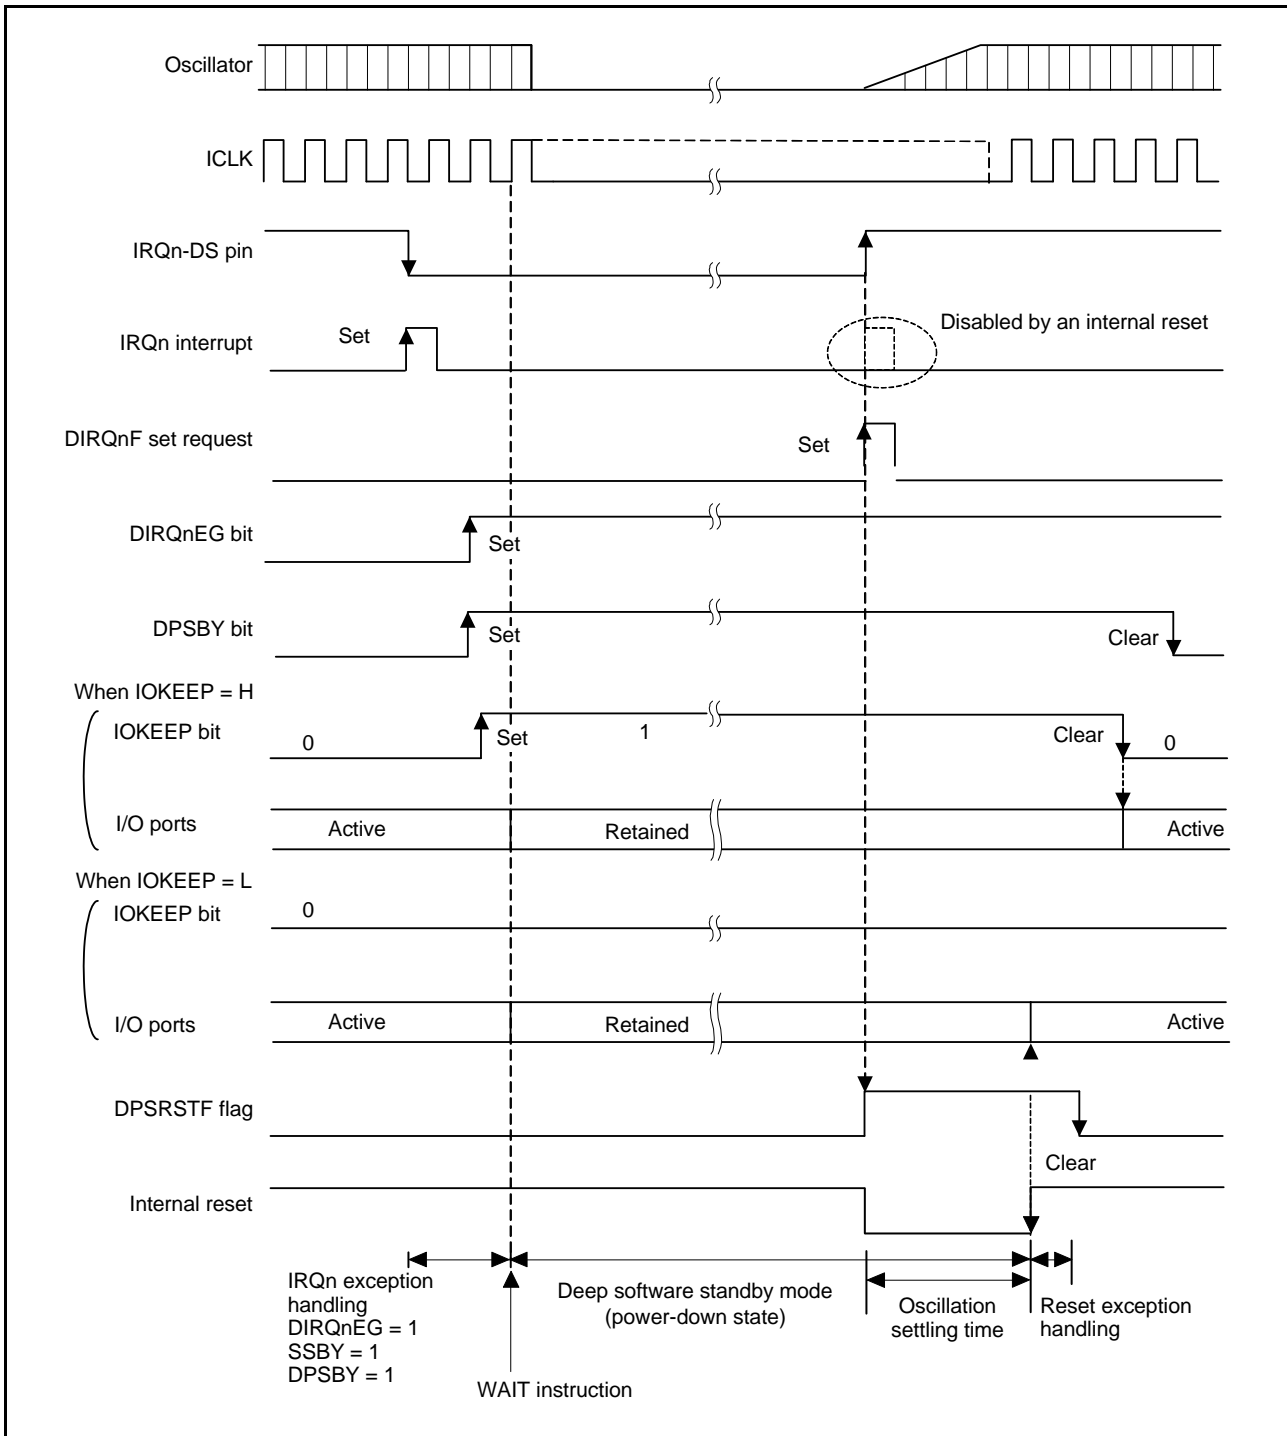 Oscillator
ICLK
IRQn-DS pin
IRQn interrupt
Set
Disabled by an internal reset
DIRQnF set request
Set
DIRQnEG bit
Set
DPSBY bit
Set
Clear
When IOKEEP = H
IOKEEP bit
0
Set
1
Clear
0
I/O ports
Active
Retained
Active
When IOKEEP = L
IOKEEP bit
0
I/O ports
Active
Retained
Active
DPSRSTF flag
Clear
Internal reset
IRQn exception
handling
DIRQnEG = 1
SSBY = 1
DPSBY = 1
Deep software standby mode
(power-down state)
Oscillation
settling time
Reset exception
handling
WAIT instruction